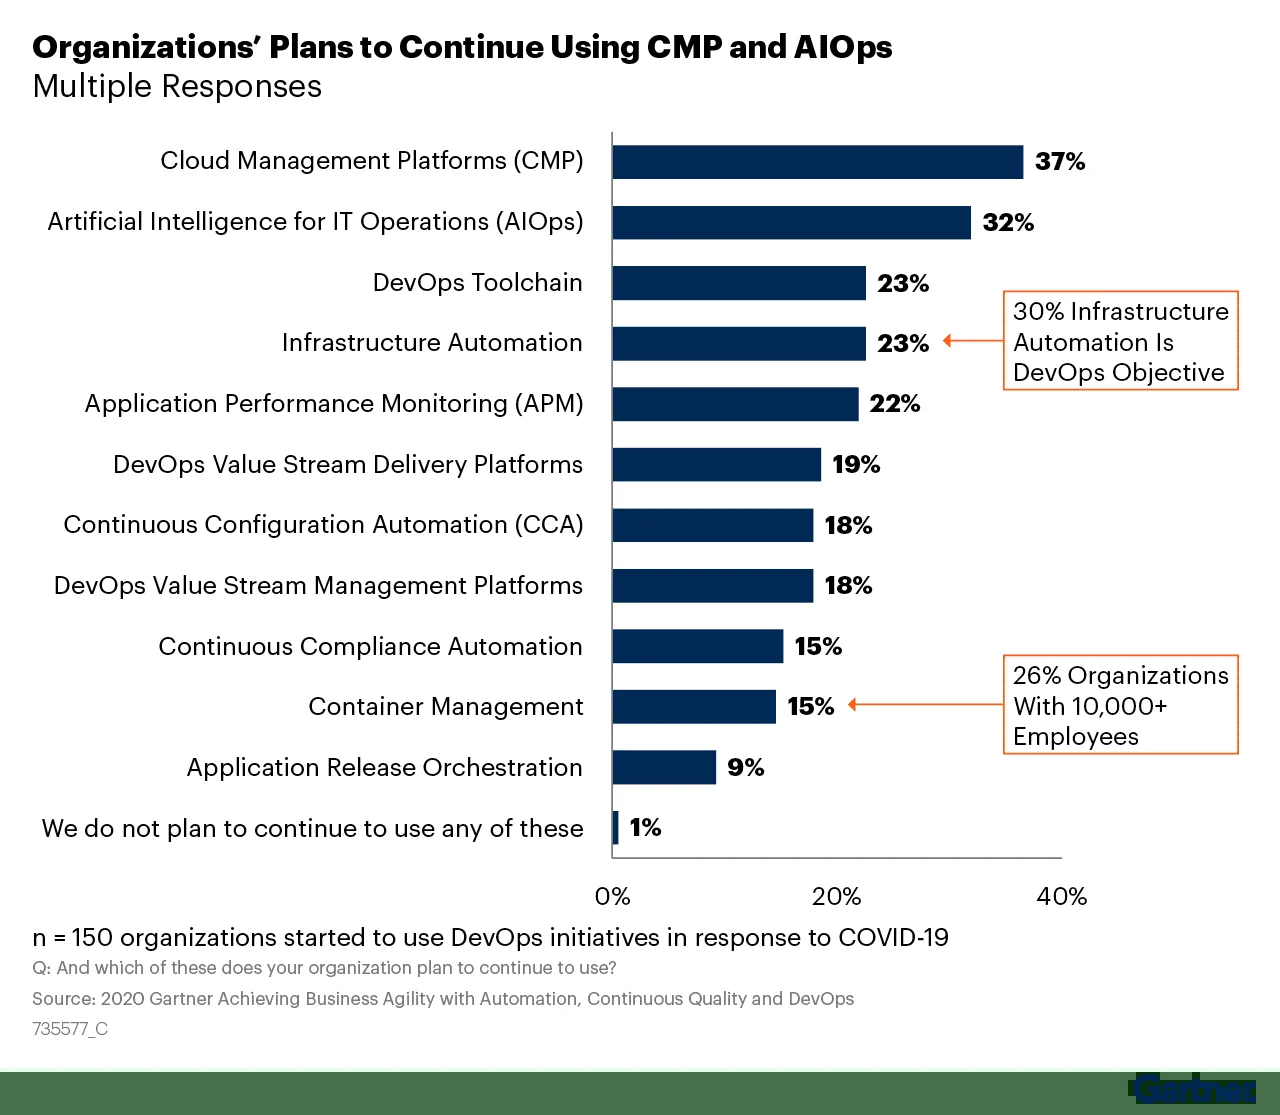 Organizations’ Plans to Continue Using CMP and AIOps
Multiple Responses
Cloud Management Platforms (CMP) 37%
Artificial Intelligence for IT Operations (AIOps) 32%
DevOps Toolchain 23%
Infrastructure Automation 23%
30% Infrastructure
Automation Is
DevOps Objective
Application Performance Monitoring (APM) 22%
DevOps Value Stream Delivery Platforms 19%
Continuous Configuration Automation (CCA) 18%
DevOps Value Stream Management Platforms 18%
Continuous Compliance Automation 15%
Container Management 15%
26% Organizations
With 10,000+
Employees
Application Release Orchestration 9%
We do not plan to continue to use any of these 1%
0% 20% 40%
n = 150 organizations started to use DevOps initiatives in response to COVID-19
Q: And which of these does your organization plan to continue to use?
Source: 2020 Gartner Achieving Business Agility with Automation, Continuous Quality and DevOps
735577_C
Gartner